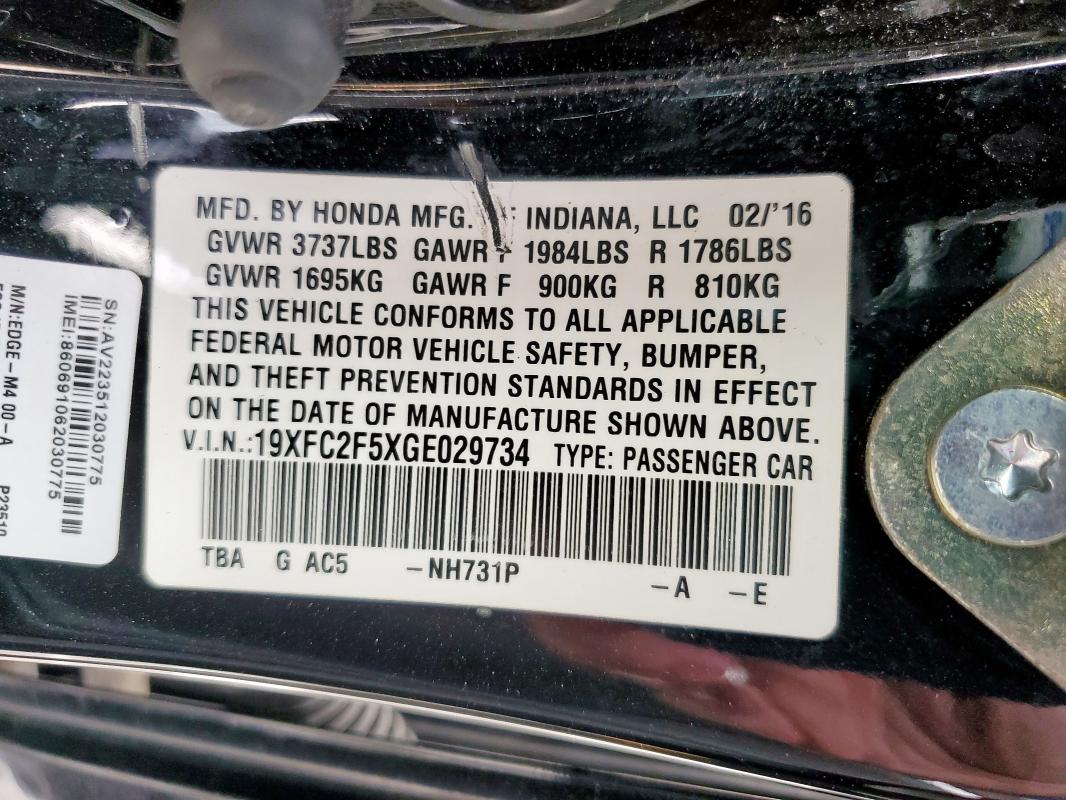 MFD. BY HONDA MFG. INDIANA, LLC 02/'16
GVWR 3737LBS GAWR F 1984LBS R 1786LBS
GVWR 1695KG GAWR F 900KG R 810KG
THIS VEHICLE CONFORMS TO ALL APPLICABLE
FEDERAL MOTOR VEHICLE SAFETY, BUMPER,
AND THEFT PREVENTION STANDARDS IN EFFECT
ON THE DATE OF MANUFACTURE SHOWN ABOVE.
V.I.N.:19XFC2F5XGE029734 TYPE: PASSENGER CAR
TBA G AC5 -NH731P -A -E
SN:AV223512030775
IMEI:860691062030775
M/N:EDGE-M4 00-A
P23510